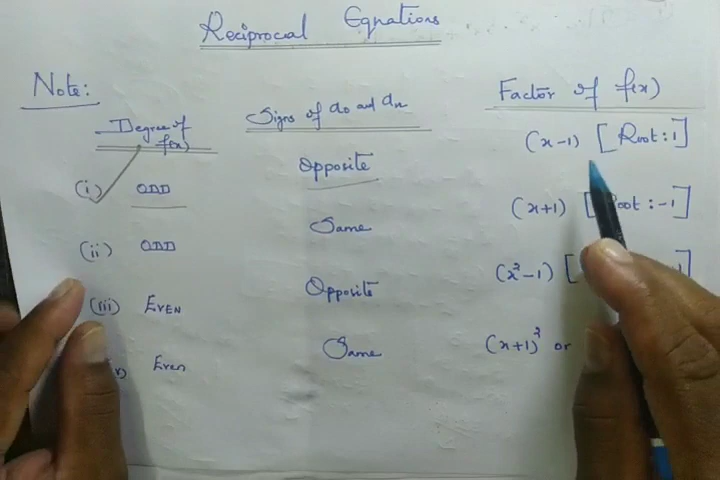 Reciprocal Equations
Note:
Degree of f(x) Signs of a0 and an Factor of f(x)
(i) ODD Opposite (x-1) [Root:1]
(ii) ODD Same (x+1) [Root:-1]
(iii) EVEN Opposite (x²-1) [ 1]
Even Same (x+1)² or